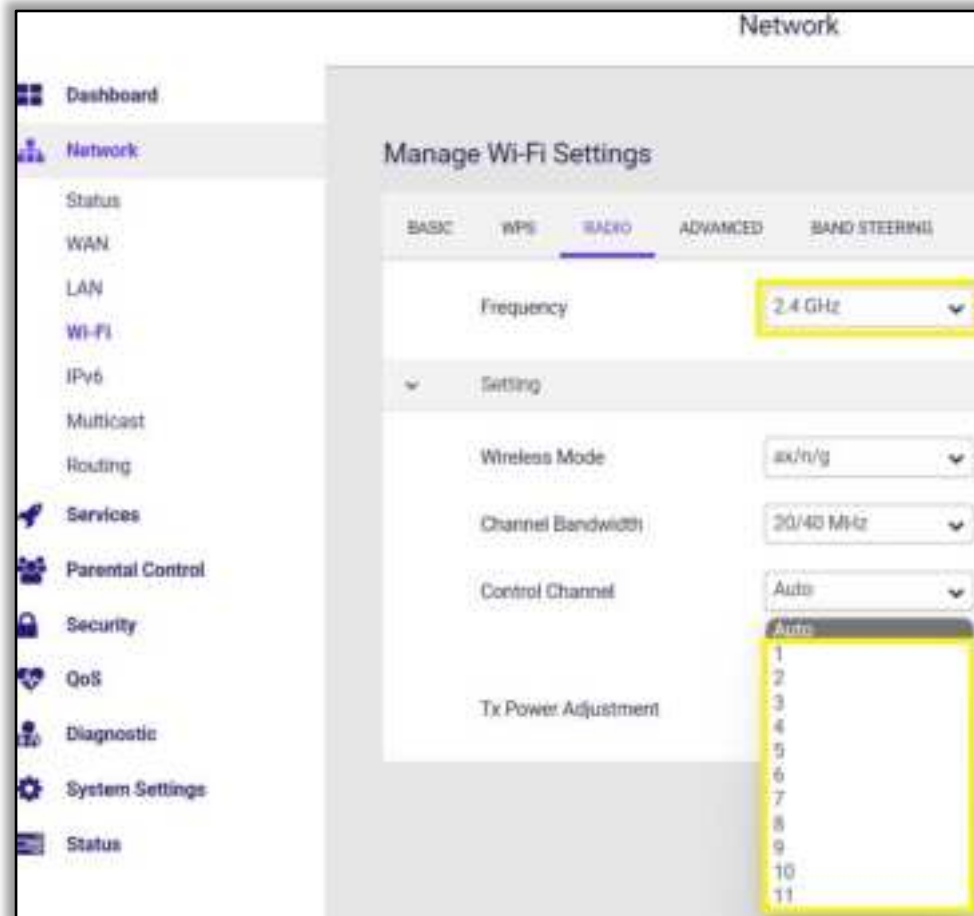 Network
Dashboard
Network
Status
WAN
LAN
Wi-Fi
IPv6
Multicast
Routing
Services
Parental Control
Security
QoS
Diagnostic
System Settings
Status
Manage Wi-Fi Settings
BASIC WPS RADIO ADVANCED BAND STEERING
Frequency 2.4 GHz
Setting
Wireless Mode ax/n/g
Channel Bandwidth 20/40 MHz
Control Channel Auto
Auto
1
2
3
4
5
6
7
8
9
10
11
Tx Power Adjustment